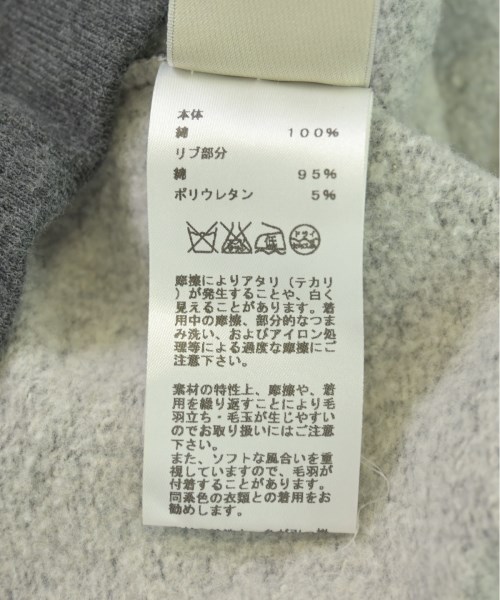 本体
綿 100%
リブ部分
綿 95%
ポリウレタン 5%
低
摩擦によりアタリ（テカリ
）が発生することや、白く
見えることがあります。着
用中の摩擦、部分的なつま
み洗い、およびアイロン処
理等による過度な摩擦にご
注意下さい。
素材の特性上、摩擦や、着
用を繰り返すことにより毛
羽立ち・毛玉が生じやすい
のでお取り扱いにはご注意
下さい。
また、ソフトな風合いを重
視していますので、毛羽が
付着することがあります。
同系色の衣類との着用をお
勧めします。